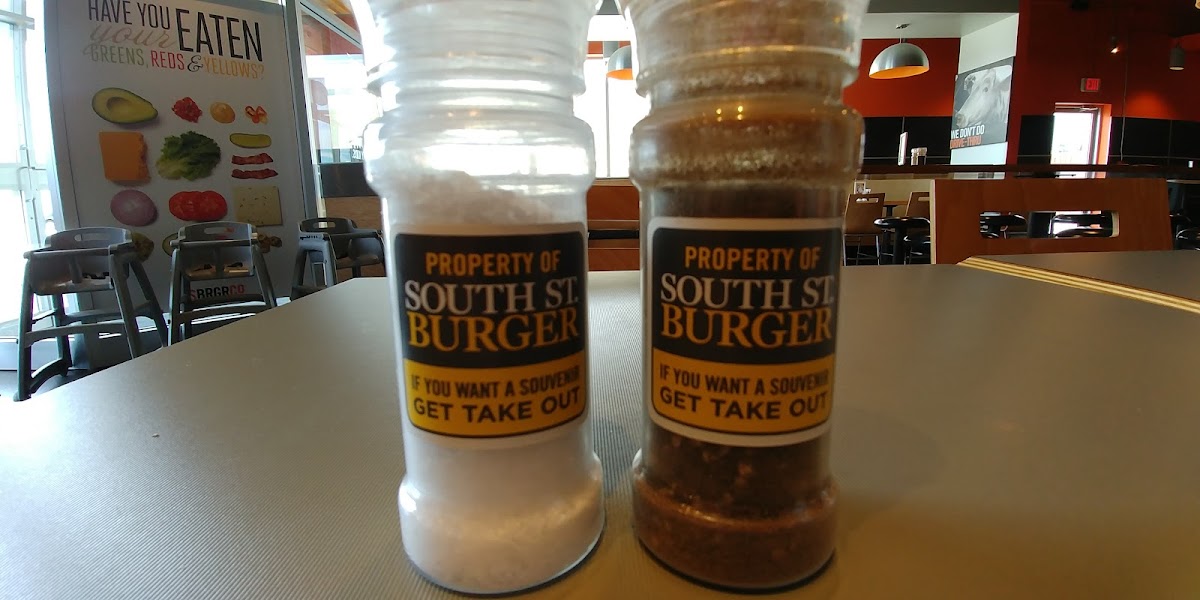 HAVE YOU
your EATEN
GREENS, REDS & YELLOWS?
SBRGRCO
PROPERTY OF
SOUTH ST.
BURGER
IF YOU WANT A SOUVENIR
GET TAKE OUT
PROPERTY OF
SOUTH ST.
BURGER
IF YOU WANT A SOUVENIR
GET TAKE OUT
WE DON'T DO
DRIVE-THRU